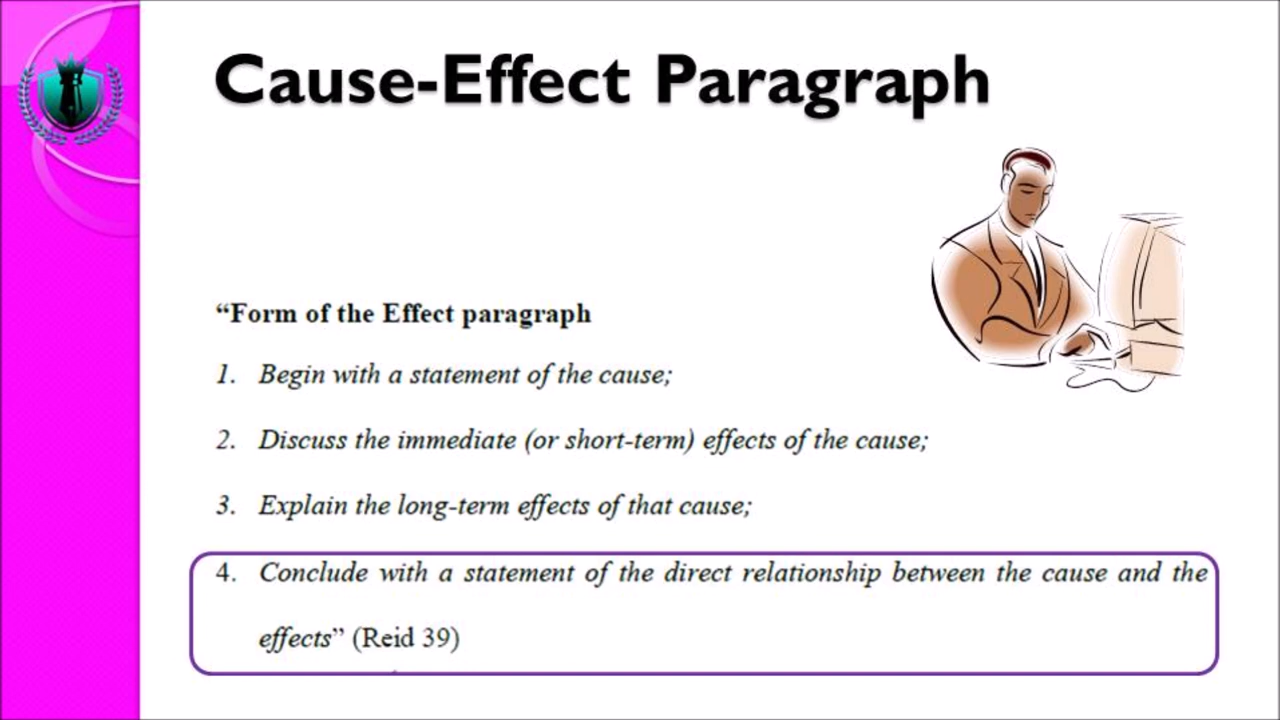 Cause-Effect Paragraph
“Form of the Effect paragraph
1. Begin with a statement of the cause;
2. Discuss the immediate (or short-term) effects of the cause;
3. Explain the long-term effects of that cause;
4. Conclude with a statement of the direct relationship between the cause and the
effects” (Reid 39)